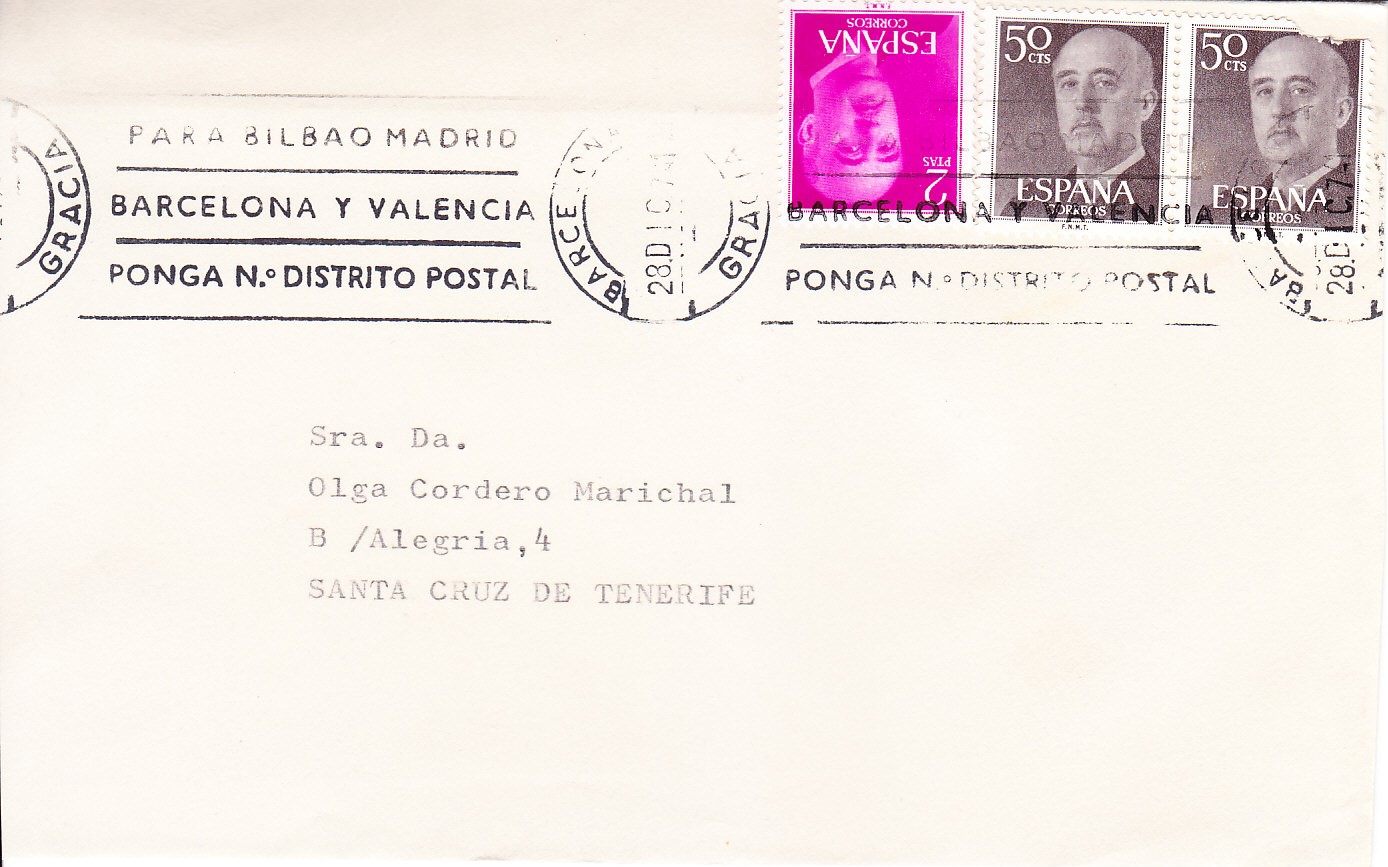 F.N.M.T.
ESPAÑA
CORREOS
2
PTAS
50
CTS
ESPAÑA
CORREOS
F.N.M.T.
50
CTS
ESPAÑA
CORREOS
GRACIA
PARA BILBAO MADRID
BARCELONA Y VALENCIA
PONGA N.º DISTRITO POSTAL
28.DIC.74
GRACIA
BARCELONA Y VALENCIA
PONGA N.º DISTRITO POSTAL
28.DIC.74
Sra. Da.
Olga Cordero Marichal
B /Alegria,4
SANTA CRUZ DE TENERIFE